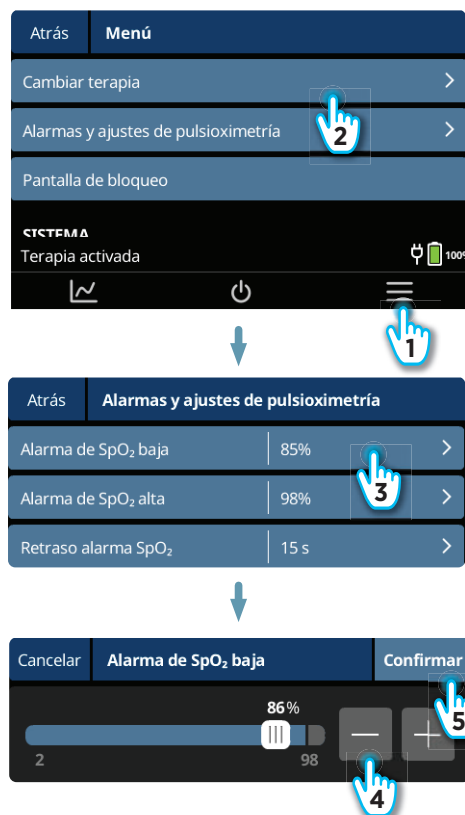 Atrás Menú
Cambiar terapia
Alarmas y ajustes de pulsioximetría
2
Pantalla de bloqueo
SISTEMA
Terapia activada 100%
1
Atrás Alarmas y ajustes de pulsioximetría
Alarma de SpO₂ baja 85%
3
Alarma de SpO₂ alta 98%
Retraso alarma SpO₂ 15 s
Cancelar Alarma de SpO₂ baja Confirmar
86%
5
2 98
4